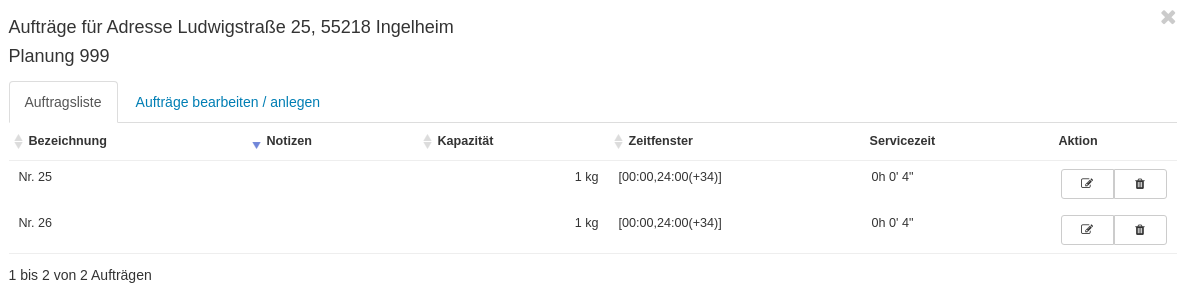 Aufträge für Adresse Ludwigstraße 25, 55218 Ingelheim
Planung 999
Auftragsliste Aufträge bearbeiten / anlegen
Bezeichnung Notizen Kapazität Zeitfenster Servicezeit Aktion
Nr. 25 1 kg [00:00,24:00(+34)] 0h 0' 4"
Nr. 26 1 kg [00:00,24:00(+34)] 0h 0' 4"
1 bis 2 von 2 Aufträgen